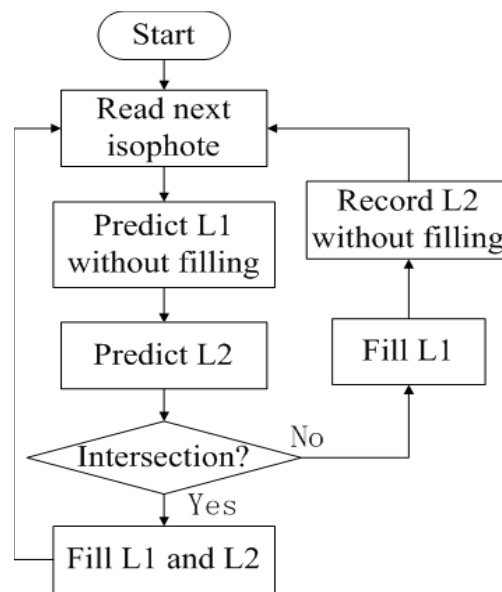 Start
Read next
isophote
Predict L1
without filling
Predict L2
Intersection?
No
Yes
Fill L1 and L2
Fill L1
Record L2
without filling